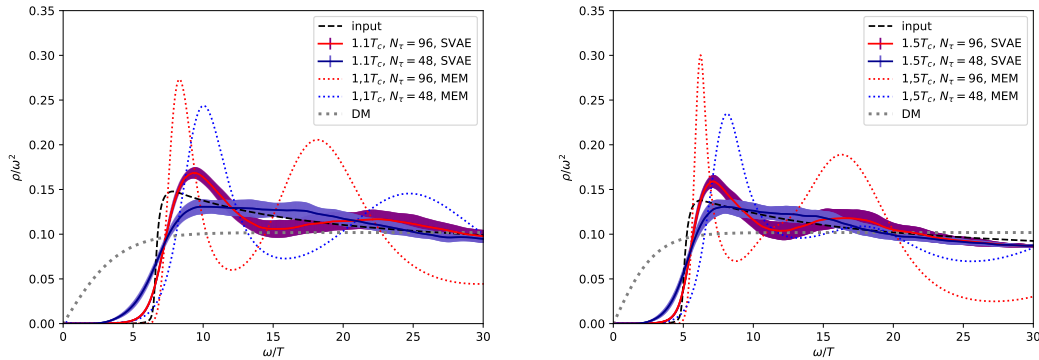 0.35
0.30
0.25
0.20
0.15
0.10
0.05
0.00
ρ/ω²
0 5 10 15 20 25 30
ω/T
input
1.1T_c, N_τ = 96, SVAE
1.1T_c, N_τ = 48, SVAE
1,1T_c, N_τ = 96, MEM
1,1T_c, N_τ = 48, MEM
DM
0.35
0.30
0.25
0.20
0.15
0.10
0.05
0.00
ρ/ω²
0 5 10 15 20 25 30
ω/T
input
1.5T_c, N_τ = 96, SVAE
1.5T_c, N_τ = 48, SVAE
1,5T_c, N_τ = 96, MEM
1,5T_c, N_τ = 48, MEM
DM